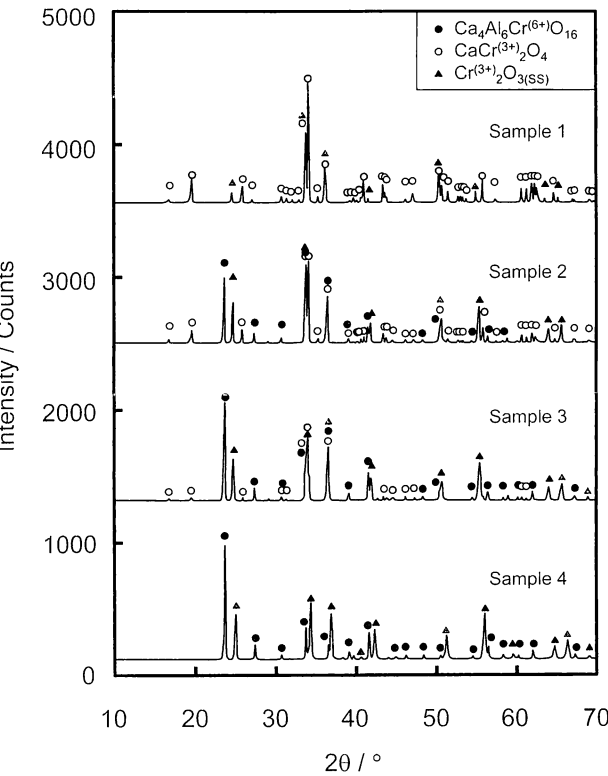 5000
● Ca₄Al₆Cr⁽⁶⁺⁾O₁₆
○ CaCr⁽³⁺⁾₂O₄
▲ Cr⁽³⁺⁾₂O₃₍SS₎
Sample 1
4000
3000
Sample 2
2000
Sample 3
1000
Sample 4
0
10 20 30 40 50 60 70
2θ / °
Intensity / Counts